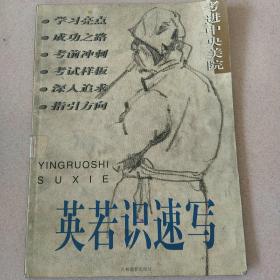 考进中央美院
学习亮点
成功之路
考前冲刺
考试样板
深入追求
指引方向
YINGRUOSHI
SUXIE
英若识速写